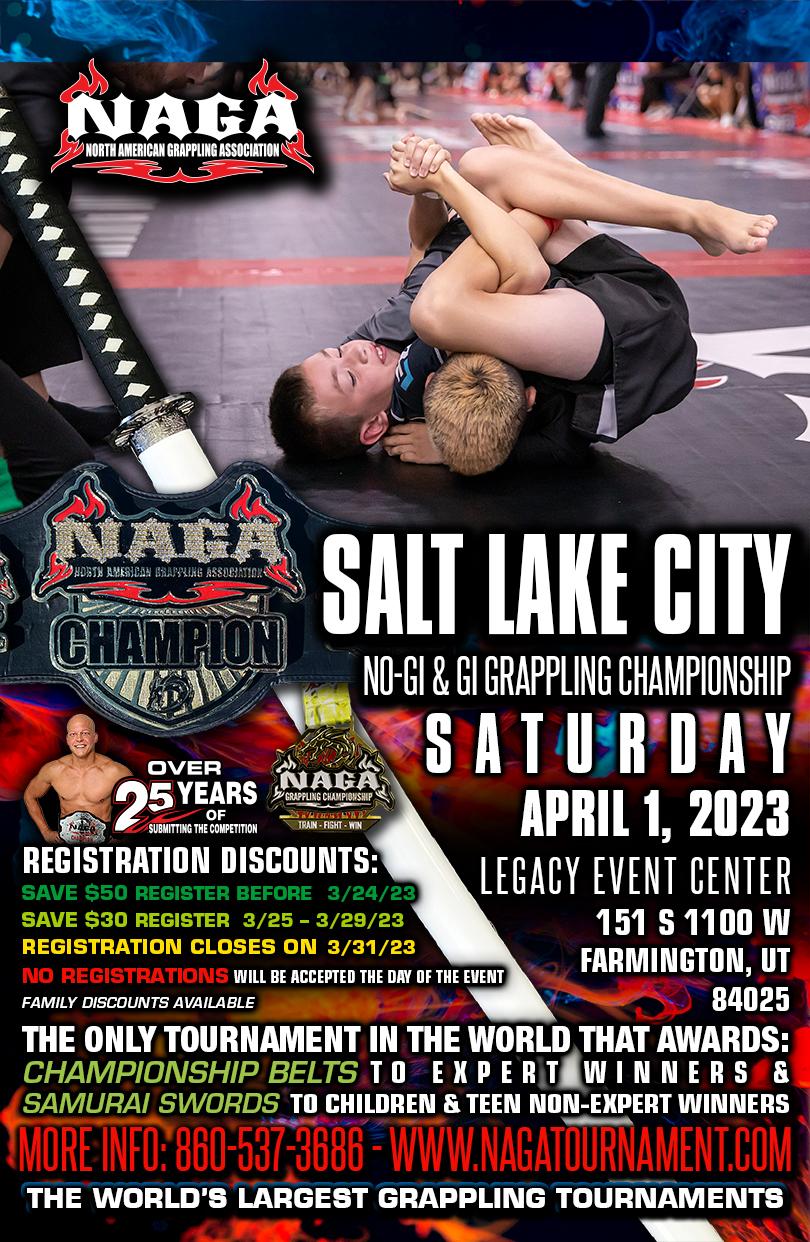 NAGA
NORTH AMERICAN GRAPPLING ASSOCIATION
NAGA
NORTH AMERICAN GRAPPLING ASSOCIATION
CHAMPION
SALT LAKE CITY
NO-GI & GI GRAPPLING CHAMPIONSHIP
SATURDAY
APRIL 1, 2023
LEGACY EVENT CENTER
151 S 1100 W
FARMINGTON, UT
84025
OVER
25 YEARS
OF
SUBMITTING THE COMPETITION
NAGA
GRAPPLING CHAMPIONSHIP
TRAIN - FIGHT - WIN
REGISTRATION DISCOUNTS:
SAVE $50 REGISTER BEFORE 3/24/23
SAVE $30 REGISTER 3/25 – 3/29/23
REGISTRATION CLOSES ON 3/31/23
NO REGISTRATIONS WILL BE ACCEPTED THE DAY OF THE EVENT
FAMILY DISCOUNTS AVAILABLE
THE ONLY TOURNAMENT IN THE WORLD THAT AWARDS:
CHAMPIONSHIP BELTS TO EXPERT WINNERS &
SAMURAI SWORDS TO CHILDREN & TEEN NON-EXPERT WINNERS
MORE INFO: 860-537-3686 - WWW.NAGATOURNAMENT.COM
THE WORLD'S LARGEST GRAPPLING TOURNAMENTS